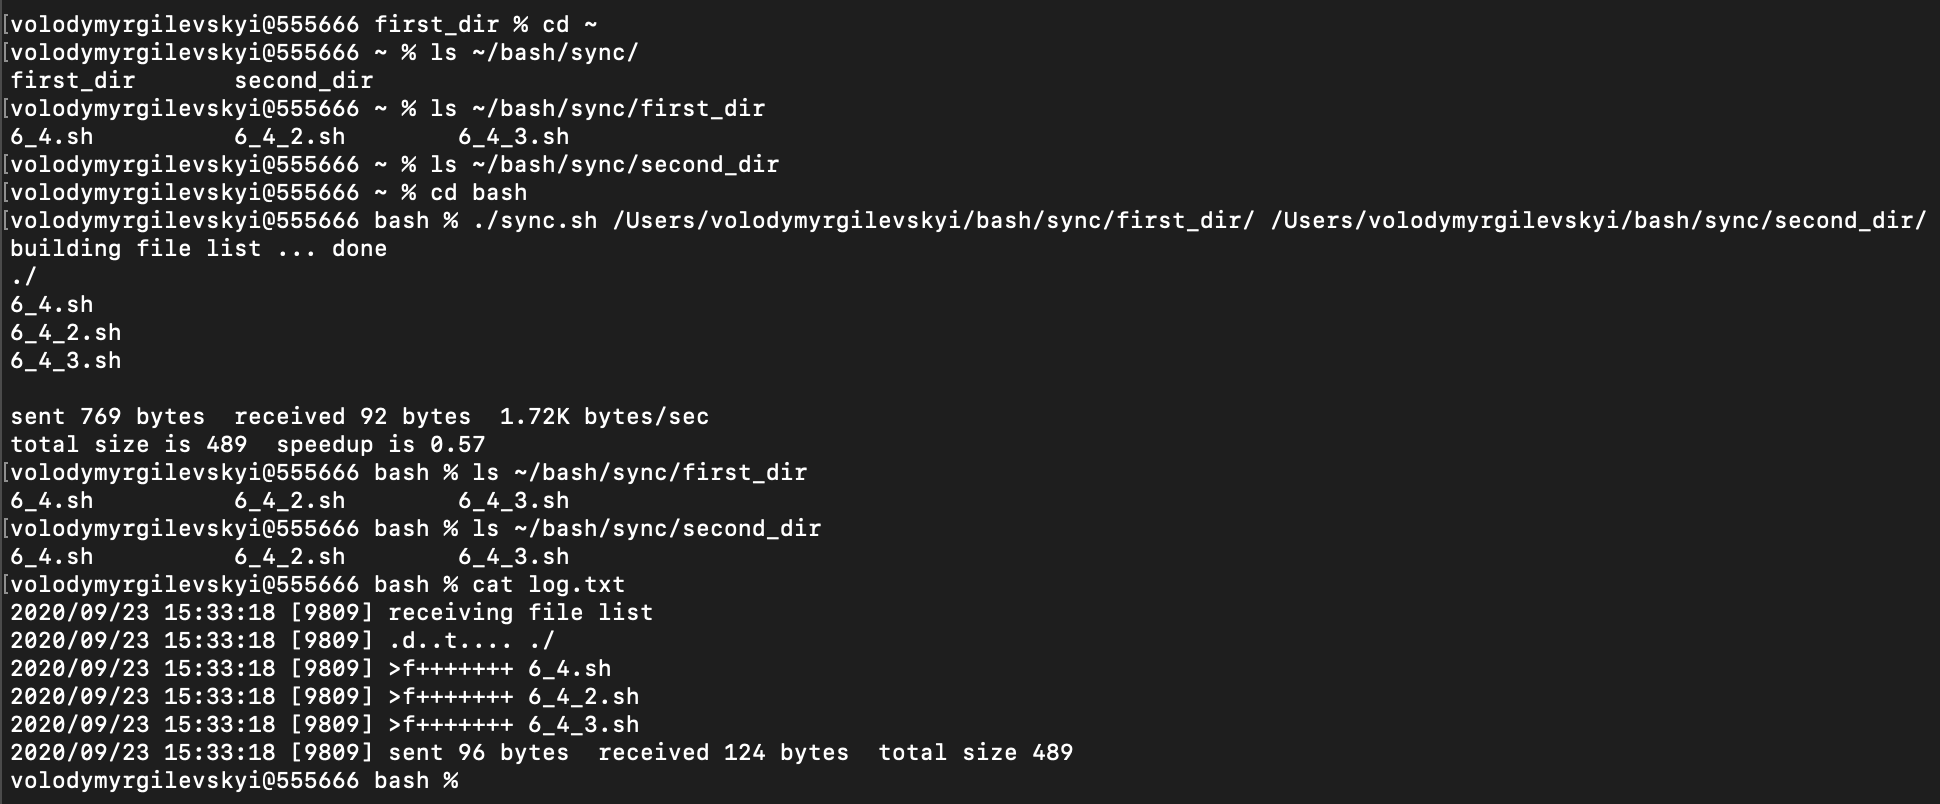 [volodymyrgilevskyi@555666 first_dir % cd ~
[volodymyrgilevskyi@555666 ~ % ls ~/bash/sync/
first_dir       second_dir
[volodymyrgilevskyi@555666 ~ % ls ~/bash/sync/first_dir
6_4.sh          6_4_2.sh        6_4_3.sh
[volodymyrgilevskyi@555666 ~ % ls ~/bash/sync/second_dir
[volodymyrgilevskyi@555666 ~ % cd bash
[volodymyrgilevskyi@555666 bash % ./sync.sh /Users/volodymyrgilevskyi/bash/sync/first_dir/ /Users/volodymyrgilevskyi/bash/sync/second_dir/
building file list ... done
./
6_4.sh
6_4_2.sh
6_4_3.sh

sent 769 bytes  received 92 bytes  1.72K bytes/sec
total size is 489  speedup is 0.57
[volodymyrgilevskyi@555666 bash % ls ~/bash/sync/first_dir
6_4.sh          6_4_2.sh        6_4_3.sh
[volodymyrgilevskyi@555666 bash % ls ~/bash/sync/second_dir
6_4.sh          6_4_2.sh        6_4_3.sh
[volodymyrgilevskyi@555666 bash % cat log.txt
2020/09/23 15:33:18 [9809] receiving file list
2020/09/23 15:33:18 [9809] .d..t.... ./
2020/09/23 15:33:18 [9809] >f+++++++ 6_4.sh
2020/09/23 15:33:18 [9809] >f+++++++ 6_4_2.sh
2020/09/23 15:33:18 [9809] >f+++++++ 6_4_3.sh
2020/09/23 15:33:18 [9809] sent 96 bytes  received 124 bytes  total size 489
volodymyrgilevskyi@555666 bash %